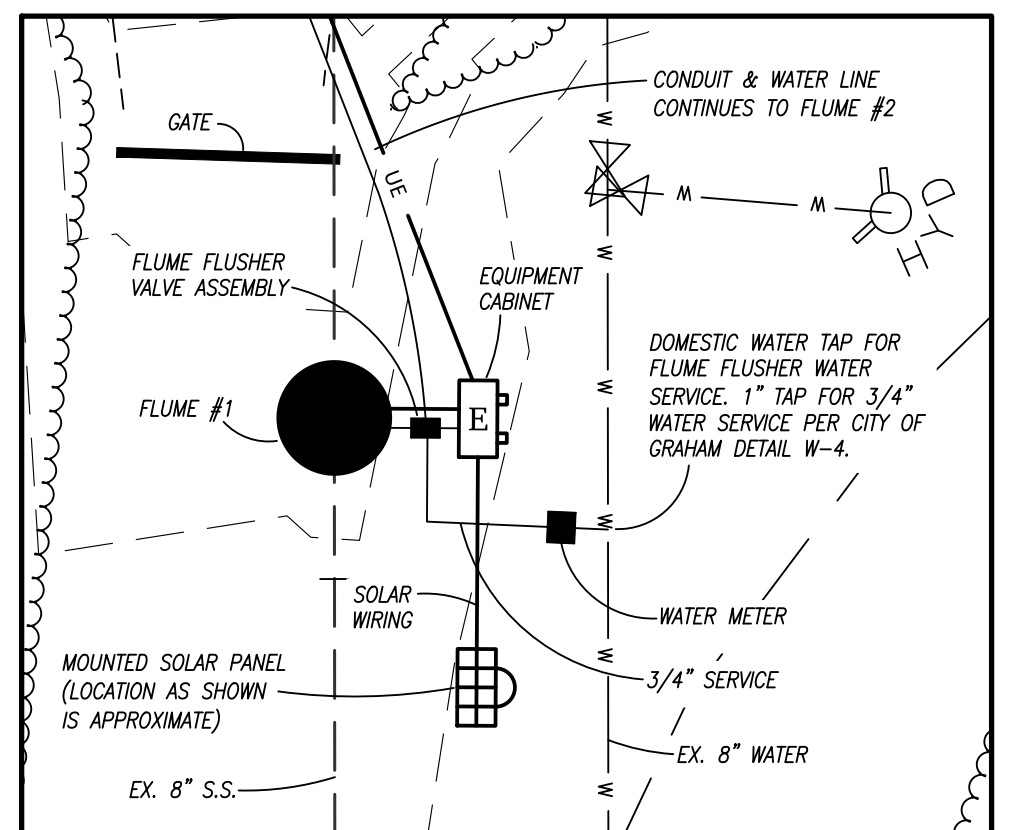 CONDUIT & WATER LINE
CONTINUES TO FLUME #2
GATE
W
UE
W
W
HYD
W
FLUME FLUSHER
VALVE ASSEMBLY
EQUIPMENT
CABINET
DOMESTIC WATER TAP FOR
FLUME FLUSHER WATER
SERVICE. 1" TAP FOR 3/4"
WATER SERVICE PER CITY OF
GRAHAM DETAIL W-4.
W
FLUME #1
E
W
SOLAR
WIRING
WATER METER
W
MOUNTED SOLAR PANEL
(LOCATION AS SHOWN
IS APPROXIMATE)
3/4" SERVICE
EX. 8" WATER
EX. 8" S.S.
W